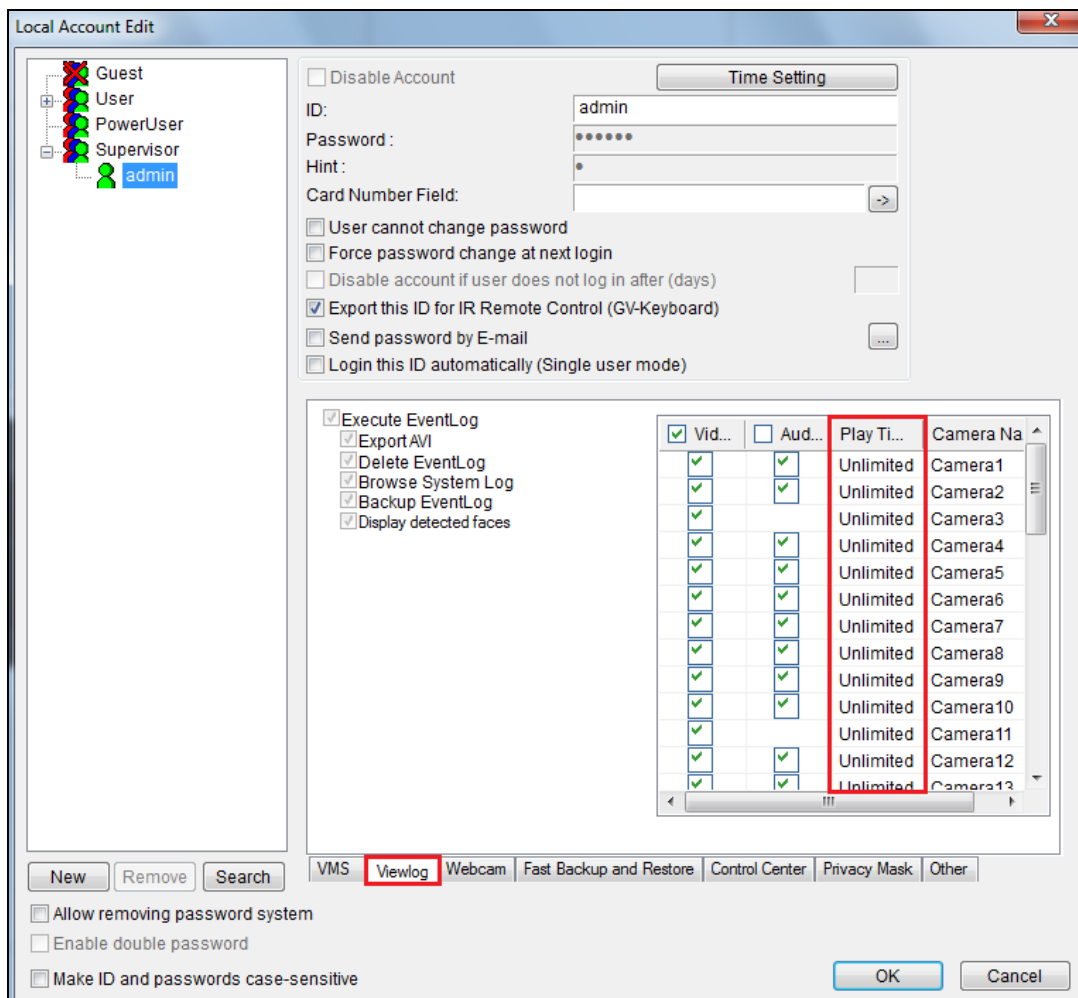 Local Account Edit
X
Guest
User
PowerUser
Supervisor
admin
Disable Account
Time Setting
ID:
admin
Password :
••••••
Hint :
•
Card Number Field:
->
User cannot change password
Force password change at next login
Disable account if user does not log in after (days)
Export this ID for IR Remote Control (GV-Keyboard)
Send password by E-mail
...
Login this ID automatically (Single user mode)
Execute EventLog
Export AVI
Delete EventLog
Browse System Log
Backup EventLog
Display detected faces
Vid... Aud... Play Ti... Camera Na
Unlimited Camera1
Unlimited Camera2
Unlimited Camera3
Unlimited Camera4
Unlimited Camera5
Unlimited Camera6
Unlimited Camera7
Unlimited Camera8
Unlimited Camera9
Unlimited Camera10
Unlimited Camera11
Unlimited Camera12
Unlimited Camera13
VMS Viewlog Webcam Fast Backup and Restore Control Center Privacy Mask Other
New Remove Search
Allow removing password system
Enable double password
Make ID and passwords case-sensitive
OK Cancel